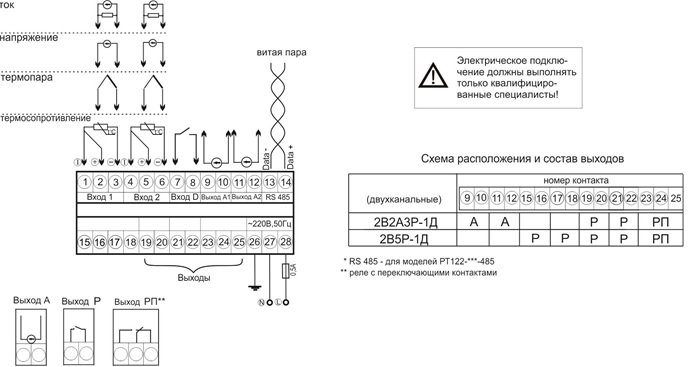 ток
напряжение
термопара
термосопротивление
t°C
t°C
витая пара
Data -
Data +
1 2 3 4 5 6 7 8 9 10 11 12 13 14
Вход 1 Вход 2 Вход D Выход А1 Выход А2 RS 485
~220В,50Гц
15 16 17 18 19 20 21 22 23 24 25 26 27 28
Выходы
0,5А
N L
Выход А Выход Р Выход РП**
Электрическое подклю-
чение должны выполнять
только квалифициро-
ванные специалисты!
Схема расположения и состав выходов
номер контакта
(двухканальные) 9 10 11 12 15 16 17 18 19 20 21 22 23 24 25
2В2А3Р-1Д А А Р Р РП
2В5Р-1Д Р Р Р Р РП
* RS 485 - для моделей РТ122-***-485
** реле с переключающими контактами